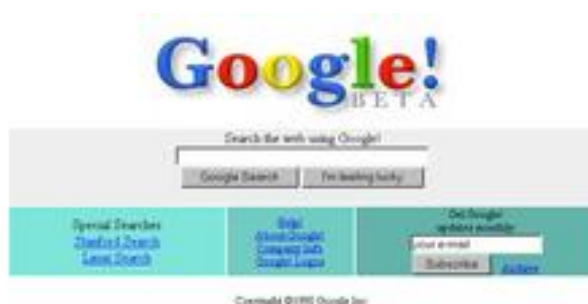 Google!
BETA
Search the web using Google!
Google Search I'm feeling lucky
Special Searches
Stanford Search
Linux Search
Help!
About Google!
Company Info
Google! Logos
Get Google!
updates monthly
your e-mail
Subscribe Archive
Copyright ©1998 Google Inc.